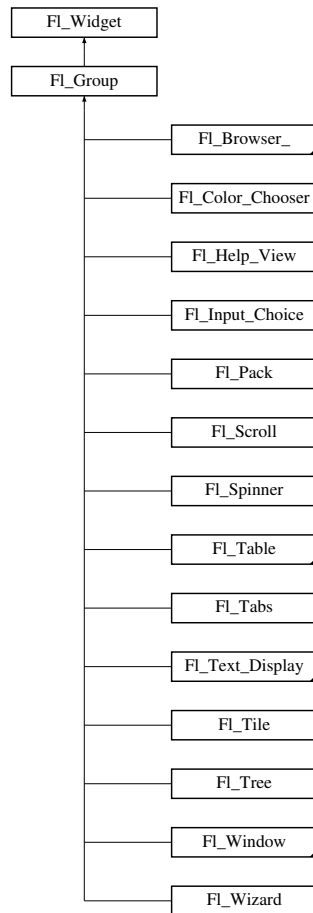 Fl_Widget
Fl_Group
Fl_Browser_
Fl_Color_Chooser
Fl_Help_View
Fl_Input_Choice
Fl_Pack
Fl_Scroll
Fl_Spinner
Fl_Table
Fl_Tabs
Fl_Text_Display
Fl_Tile
Fl_Tree
Fl_Window
Fl_Wizard